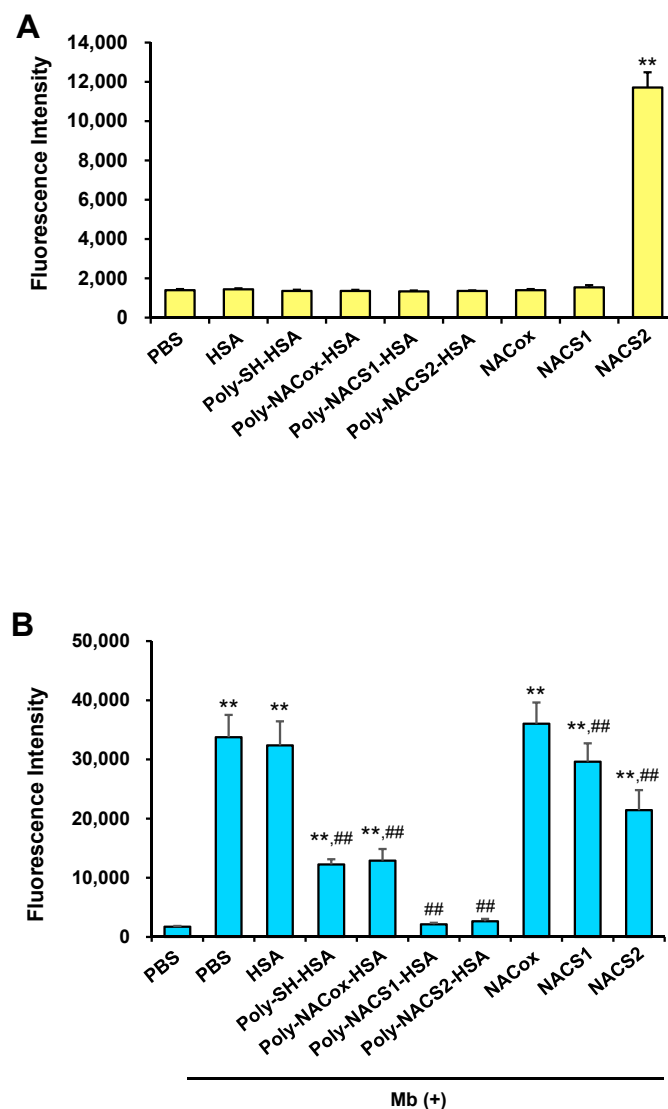 A
Fluorescence Intensity
14,000
12,000
10,000
8,000
6,000
4,000
2,000
0
**
PBS
HSA
Poly-SH-HSA
Poly-NACox-HSA
Poly-NACS1-HSA
Poly-NACS2-HSA
NACox
NACS1
NACS2
B
Fluorescence Intensity
50,000
40,000
30,000
20,000
10,000
0
**
**
**,##
**,##
##
##
**
**,##
**,##
PBS
PBS
HSA
Poly-SH-HSA
Poly-NACox-HSA
Poly-NACS1-HSA
Poly-NACS2-HSA
NACox
NACS1
NACS2
Mb (+)